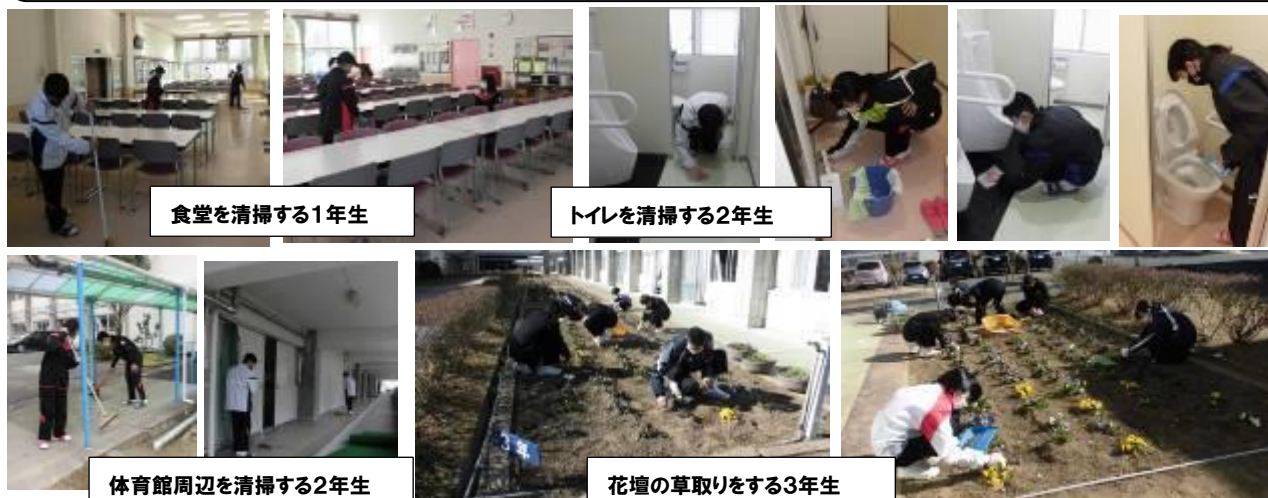 食堂を清掃する1年生
トイレを清掃する2年生
体育館周辺を清掃する2年生
花壇の草取りをする3年生